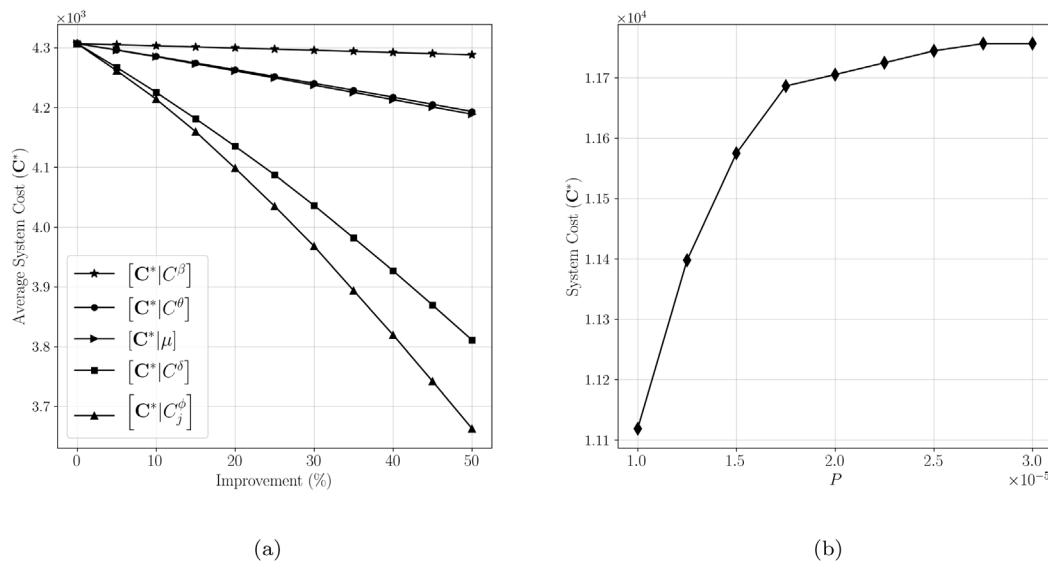 ×10³
4.3
4.2
4.1
4.0
3.9
3.8
3.7
Average System Cost (C*)
[C*|C^β]
[C*|C^θ]
[C*|μ]
[C*|C^δ]
[C*|C_j^ϕ]
0 10 20 30 40 50
Improvement (%)
(a)
×10⁴
1.17
1.16
1.15
1.14
1.13
1.12
1.11
System Cost (C*)
1.0 1.5 2.0 2.5 3.0
P
×10⁻⁵
(b)